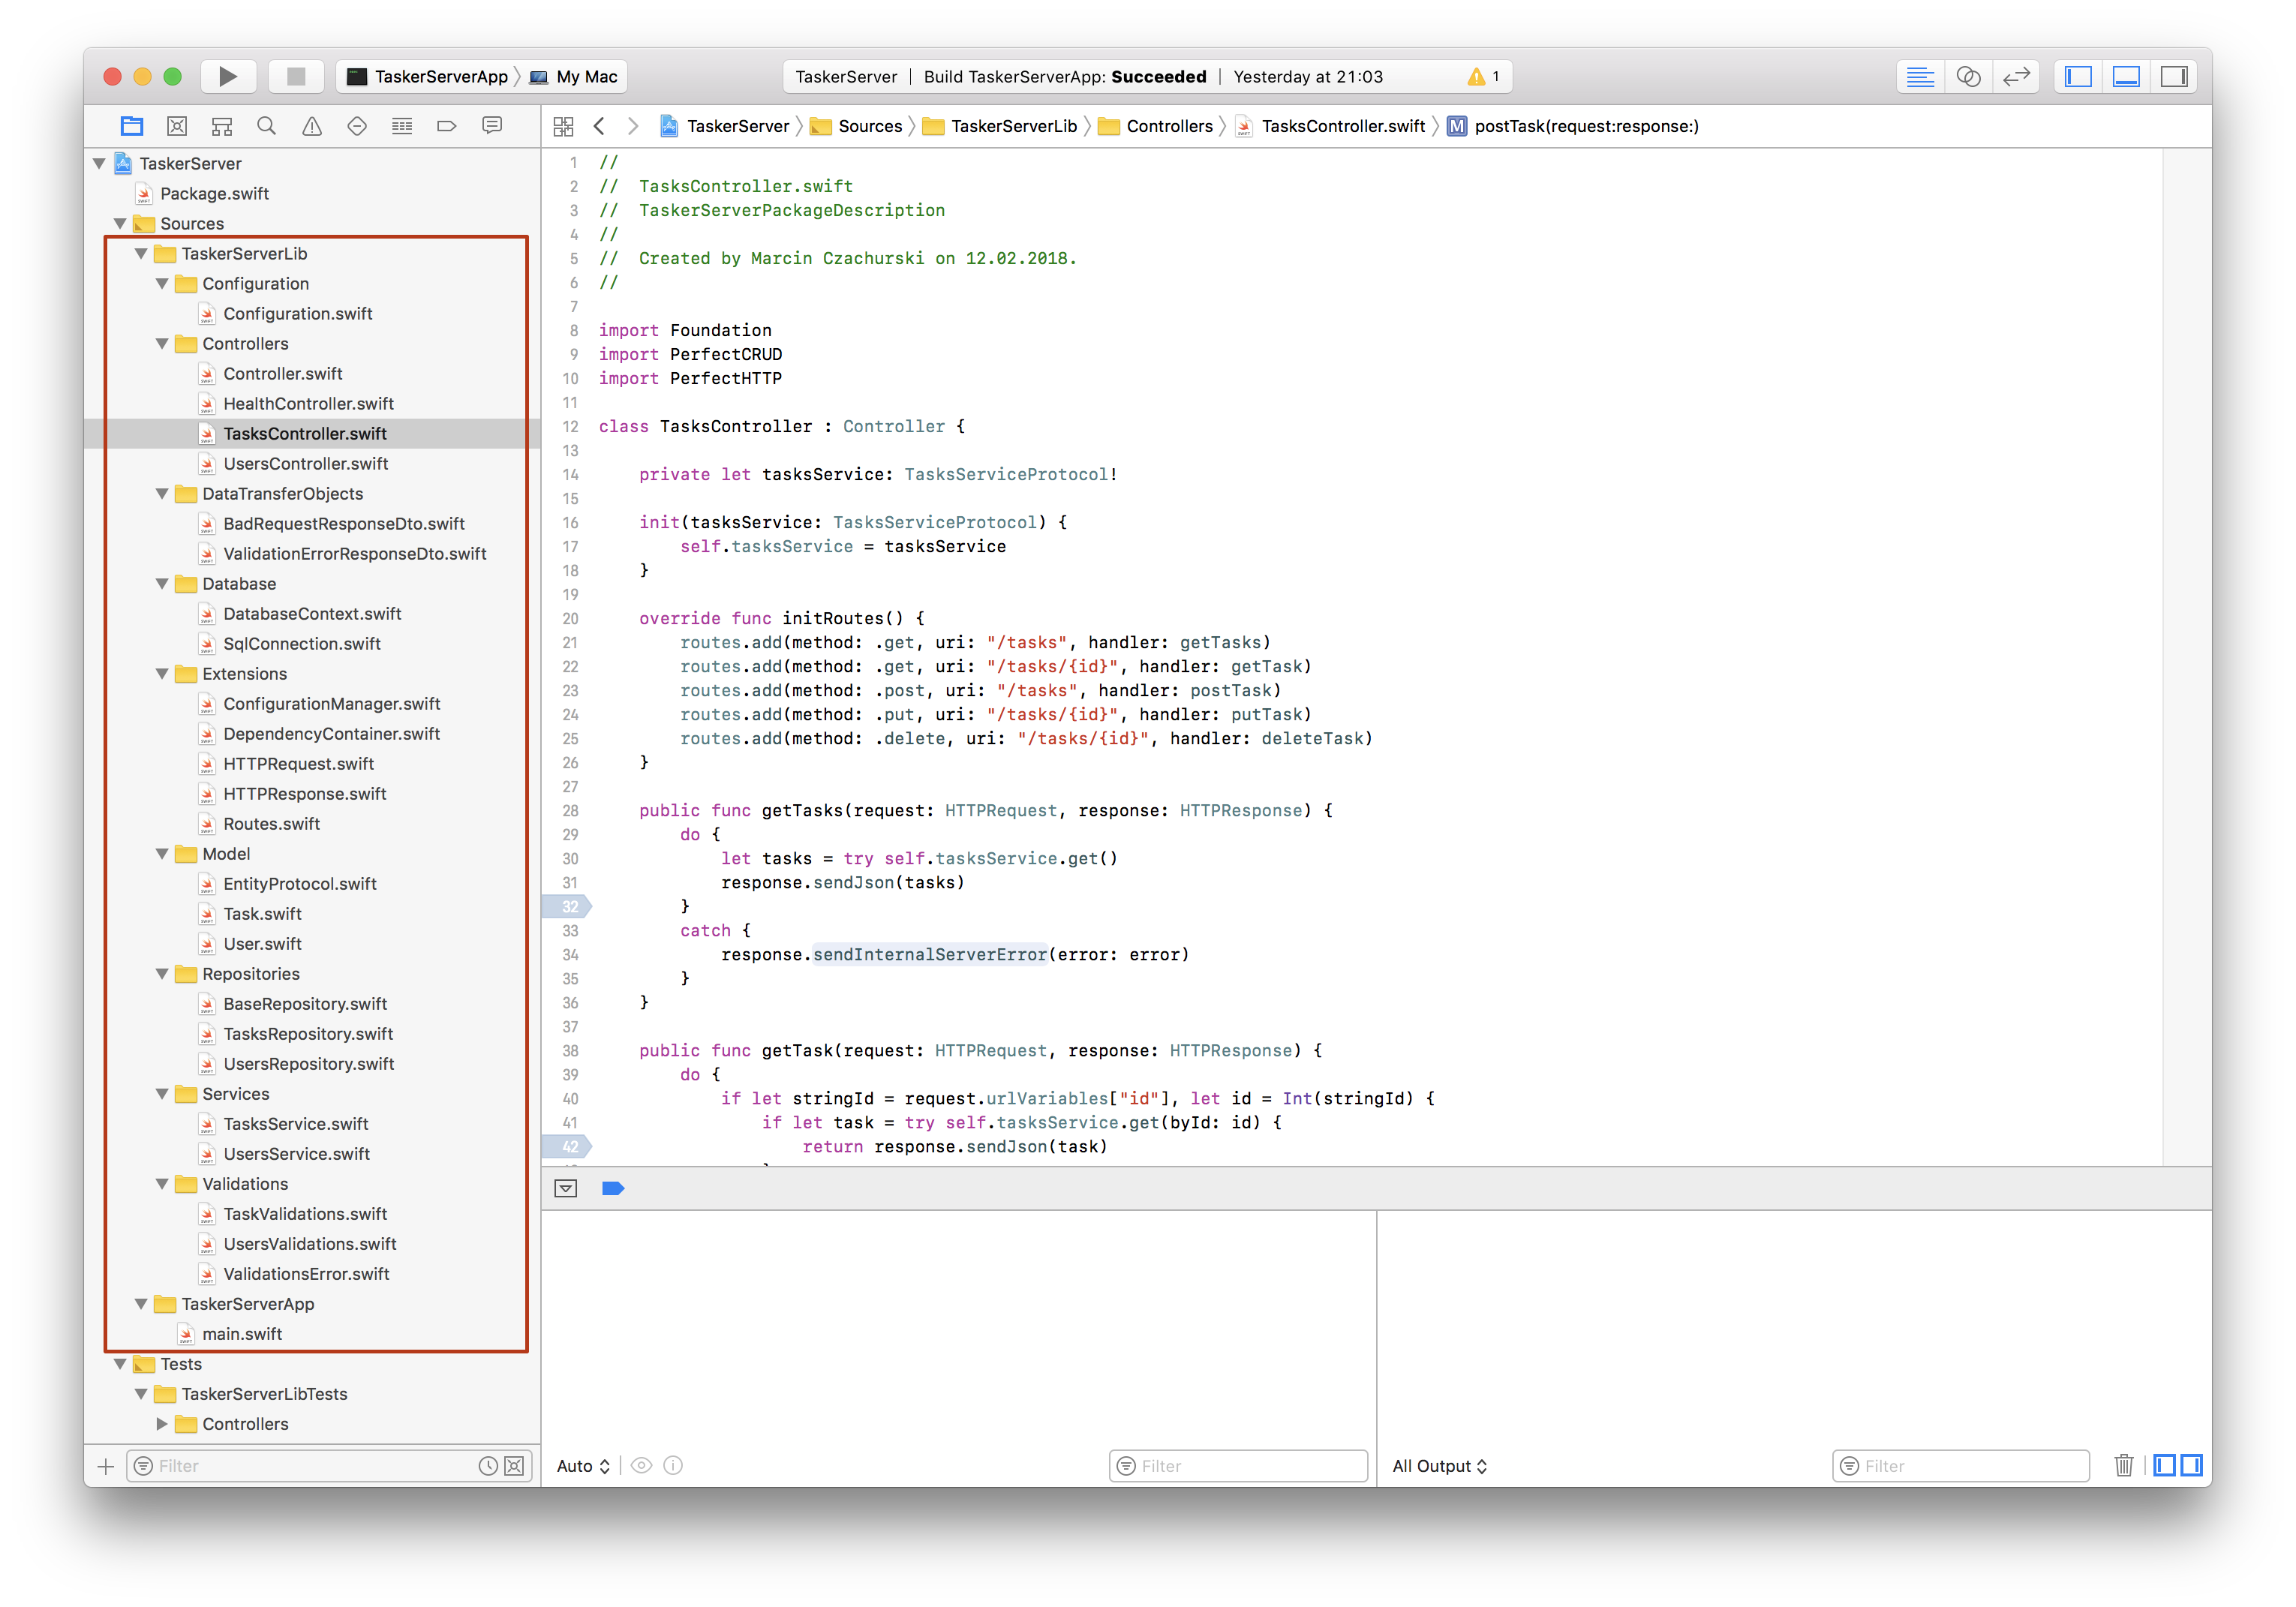 TaskerServerApp My Mac
TaskerServer Build TaskerServerApp: Succeeded Yesterday at 21:03 1
TaskerServer Sources TaskerServerLib Controllers TasksController.swift M postTask(request:response:)
TaskerServer
Package.swift
Sources
TaskerServerLib
Configuration
Configuration.swift
Controllers
Controller.swift
HealthController.swift
TasksController.swift
UsersController.swift
DataTransferObjects
BadRequestResponseDto.swift
ValidationErrorResponseDto.swift
Database
DatabaseContext.swift
SqlConnection.swift
Extensions
ConfigurationManager.swift
DependencyContainer.swift
HTTPRequest.swift
HTTPResponse.swift
Routes.swift
Model
EntityProtocol.swift
Task.swift
User.swift
Repositories
BaseRepository.swift
TasksRepository.swift
UsersRepository.swift
Services
TasksService.swift
UsersService.swift
Validations
TaskValidations.swift
UsersValidations.swift
ValidationsError.swift
TaskerServerApp
main.swift
Tests
TaskerServerLibTests
Controllers
Filter
1 //
2 //  TasksController.swift
3 //  TaskerServerPackageDescription
4 //
5 //  Created by Marcin Czachurski on 12.02.2018.
6 //
7
8 import Foundation
9 import PerfectCRUD
10 import PerfectHTTP
11
12 class TasksController : Controller {
13
14     private let tasksService: TasksServiceProtocol!
15
16     init(tasksService: TasksServiceProtocol) {
17         self.tasksService = tasksService
18     }
19
20     override func initRoutes() {
21         routes.add(method: .get, uri: "/tasks", handler: getTasks)
22         routes.add(method: .get, uri: "/tasks/{id}", handler: getTask)
23         routes.add(method: .post, uri: "/tasks", handler: postTask)
24         routes.add(method: .put, uri: "/tasks/{id}", handler: putTask)
25         routes.add(method: .delete, uri: "/tasks/{id}", handler: deleteTask)
26     }
27
28     public func getTasks(request: HTTPRequest, response: HTTPResponse) {
29         do {
30             let tasks = try self.tasksService.get()
31             response.sendJson(tasks)
32         }
33         catch {
34             response.sendInternalServerError(error: error)
35         }
36     }
37
38     public func getTask(request: HTTPRequest, response: HTTPResponse) {
39         do {
40             if let stringId = request.urlVariables["id"], let id = Int(stringId) {
41                 if let task = try self.tasksService.get(byId: id) {
42                     return response.sendJson(task)
Auto Filter
All Output Filter